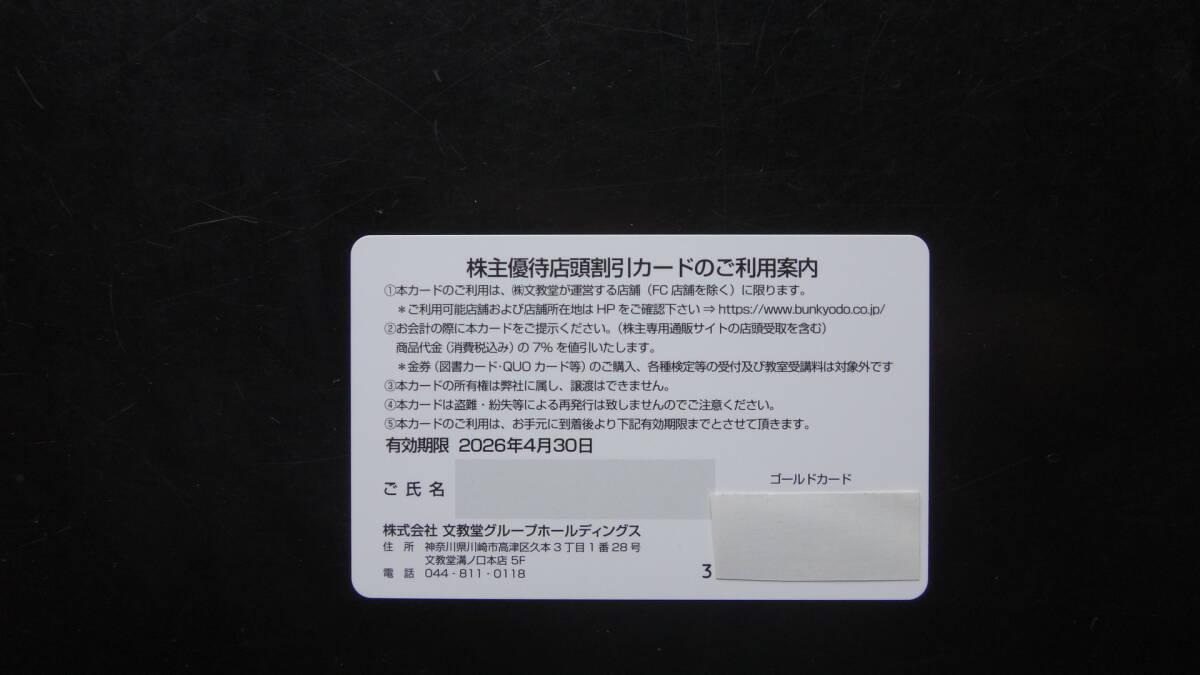 株主優待店頭割引カードのご利用案内
①本カードのご利用は、㈱文教堂が運営する店舗（FC店舗を除く）に限ります。
＊ご利用可能店舗および店舗所在地は HP をご確認下さい⇒https://www.bunkyodo.co.jp/
②お会計の際に本カードをご提示ください。（株主専用通販サイトの店頭受取を含む）
商品代金（消費税込み）の7％を値引いたします。
＊金券（図書カード・QUOカード等）のご購入、各種検定等の受付及び教室受講料は対象外です
③本カードの所有権は弊社に属し、譲渡はできません。
④本カードは盗難・紛失等による再発行は致しませんのでご注意ください。
⑤本カードのご利用は、お手元に到着後より下記有効期限までとさせて頂きます。
有効期限 2026年4月30日
ゴールドカード
ご 氏 名
株式会社 文教堂グループホールディングス
住 所 神奈川県川崎市高津区久本3丁目1番28号
文教堂溝ノ口本店 5F
電 話 044-811-0118
3